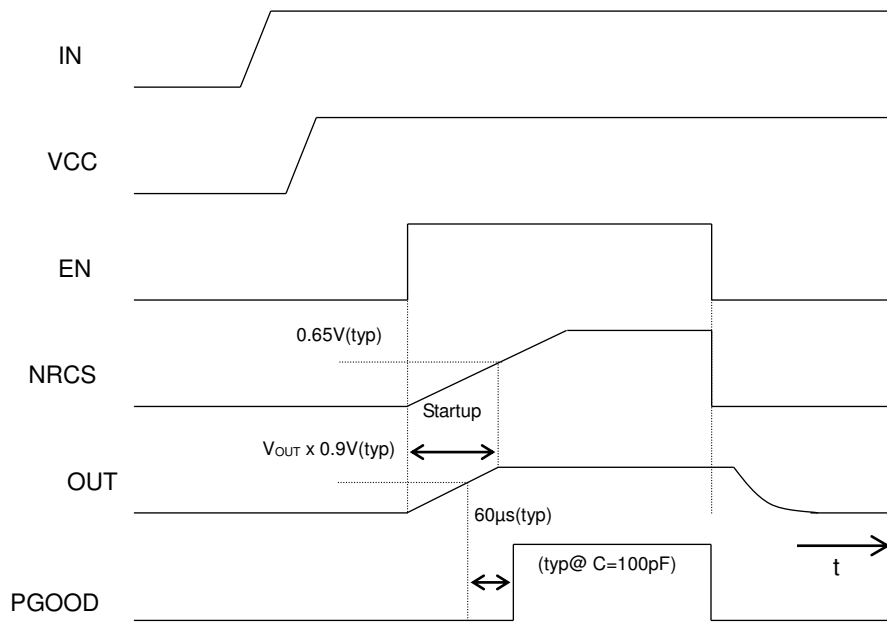 IN
VCC
EN
0.65V(typ)
NRCS
Startup
VOUT x 0.9V(typ)
OUT
60µs(typ)
(typ@ C=100pF)
t
PGOOD